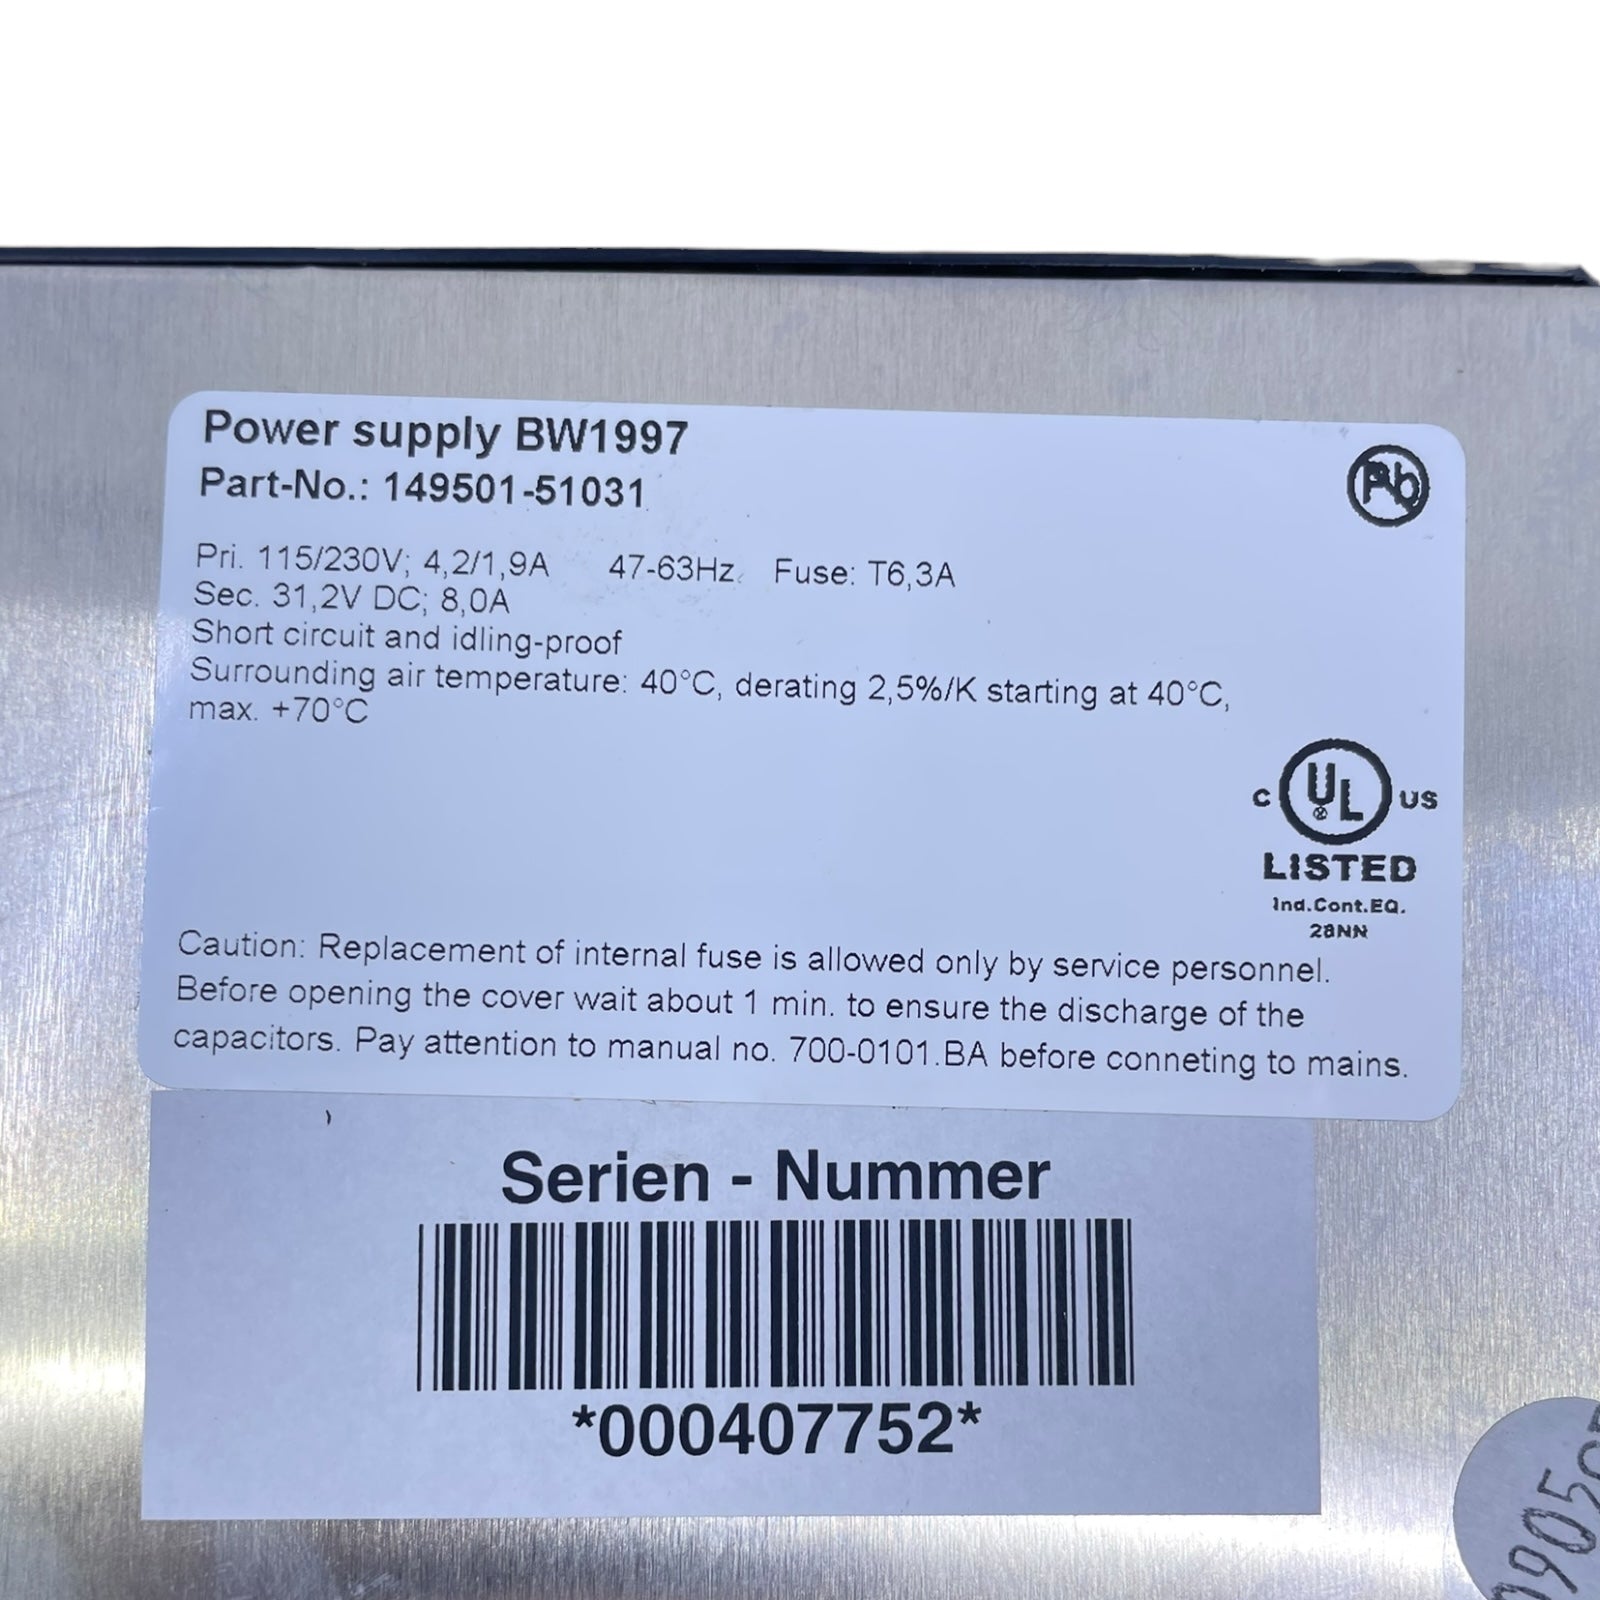 Power supply BW1997
Part-No.: 149501-51031
Pb
Pri. 115/230V; 4,2/1,9A 47-63Hz Fuse: T6,3A
Sec. 31,2V DC; 8,0A
Short circuit and idling-proof
Surrounding air temperature: 40°C, derating 2,5%/K starting at 40°C,
max. +70°C
C UL US
LISTED
Ind.Cont.EQ.
28NN
Caution: Replacement of internal fuse is allowed only by service personnel.
Before opening the cover wait about 1 min. to ensure the discharge of the
capacitors. Pay attention to manual no. 700-0101.BA before conneting to mains.
Serien - Nummer
*000407752*